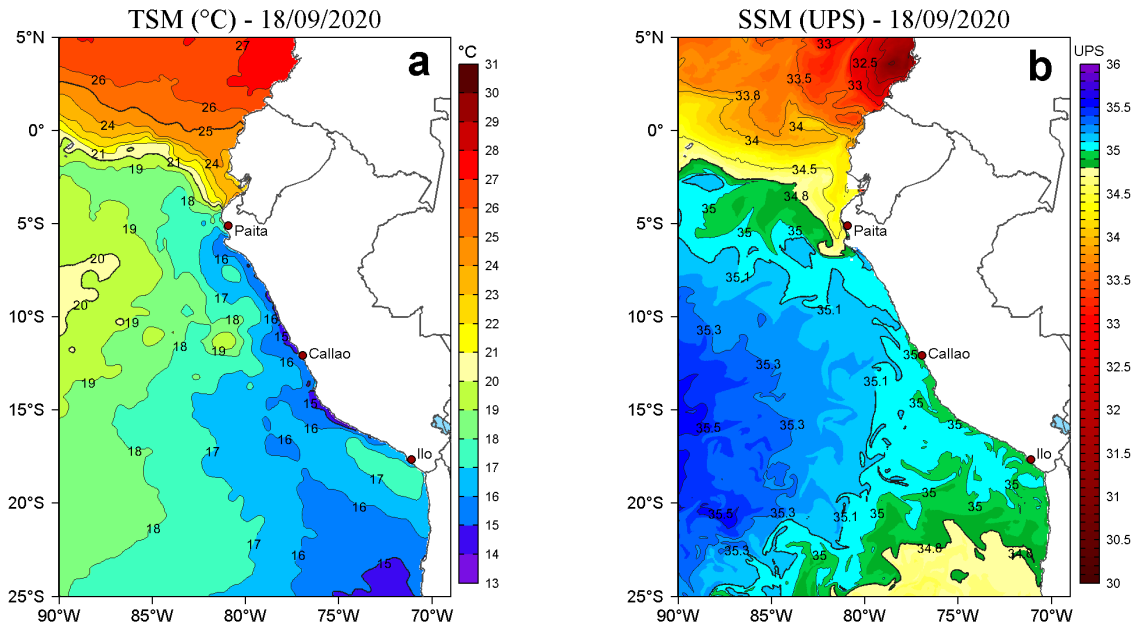 TSM (°C) - 18/09/2020
SSM (UPS) - 18/09/2020
a
b
°C
UPS
5°N
0°
5°S
10°S
15°S
20°S
25°S
90°W
85°W
80°W
75°W
70°W
27
26
26
25
24
24
21
21
19
18
19
20
20
19
19
18
18
19
17
16
16
15
16
15
16
16
17
18
18
17
16
16
17
15
Paita
Callao
Ilo
31
30
29
28
27
26
25
24
23
22
21
20
19
18
17
16
15
14
13
33
32.5
33.5
33
33.8
34
34
34.5
34.8
35
35
35
35.1
35.1
35.3
35.3
35
35.1
35
35.5
35.3
35
35
35
35
35
35.5
35.3
35.1
35.3
35
34.8
34.8
Paita
Callao
Ilo
90°W
85°W
80°W
75°W
70°W
5°N
0°
5°S
10°S
15°S
20°S
25°S
36
35.5
35
34.5
34
33.5
33
32.5
32
31.5
31
30.5
30